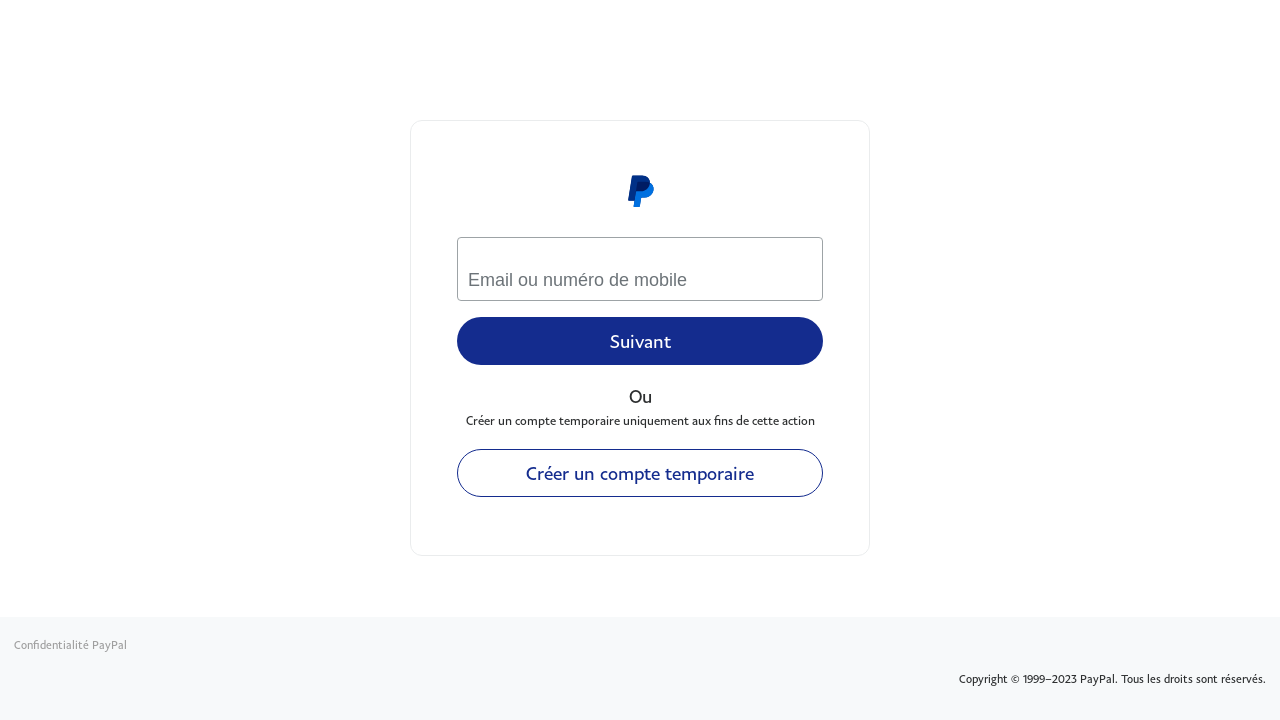 Email ou numéro de mobile
Suivant
Ou
Créer un compte temporaire uniquement aux fins de cette action
Créer un compte temporaire
Confidentialité PayPal
Copyright © 1999–2023 PayPal. Tous les droits sont réservés.